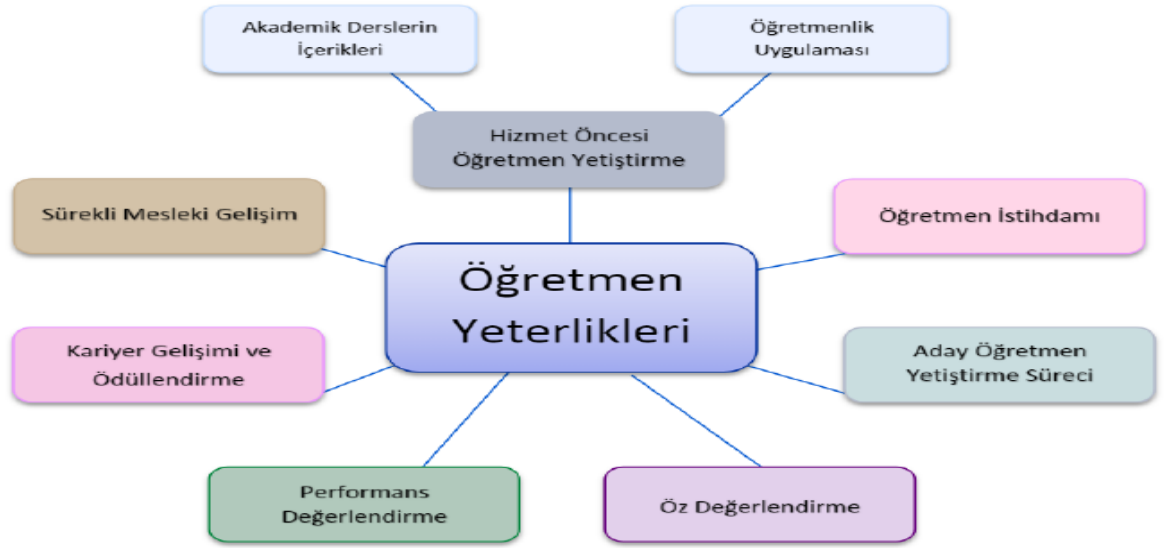 Akademik Derslerin
İçerikleri
Öğretmenlik
Uygulaması
Hizmet Öncesi
Öğretmen Yetiştirme
Sürekli Mesleki Gelişim
Öğretmen İstihdamı
Öğretmen
Yeterlikleri
Kariyer Gelişimi ve
Ödüllendirme
Aday Öğretmen
Yetiştirme Süreci
Performans
Değerlendirme
Öz Değerlendirme